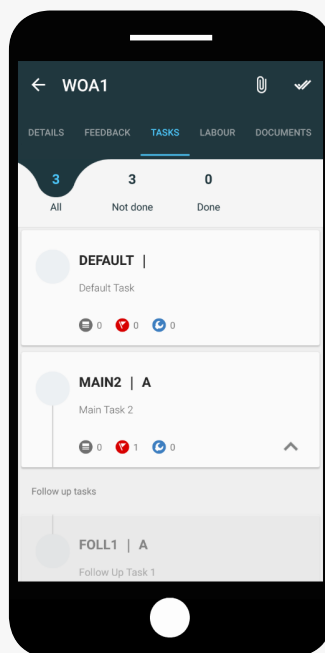 WOA1
DETAILS FEEDBACK TASKS LABOUR DOCUMENTS
3 3 0
All Not done Done
DEFAULT |
Default Task
0 0 0
MAIN2 | A
Main Task 2
0 1 0
Follow up tasks
FOLL1 | A
Follow Up Task 1